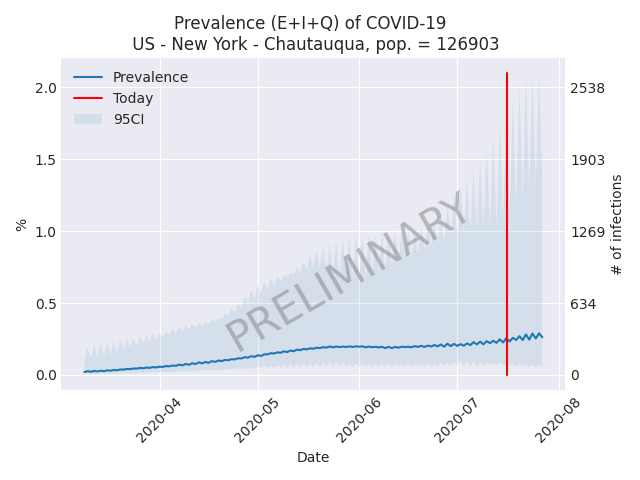 Prevalence (E+I+Q) of COVID-19
US - New York - Chautauqua, pop. = 126903
Prevalence
Today
95CI
2.0
1.5
1.0
0.5
0.0
%
2538
1903
1269
634
0
# of infections
PRELIMINARY
2020-04
2020-05
2020-06
2020-07
2020-08
Date